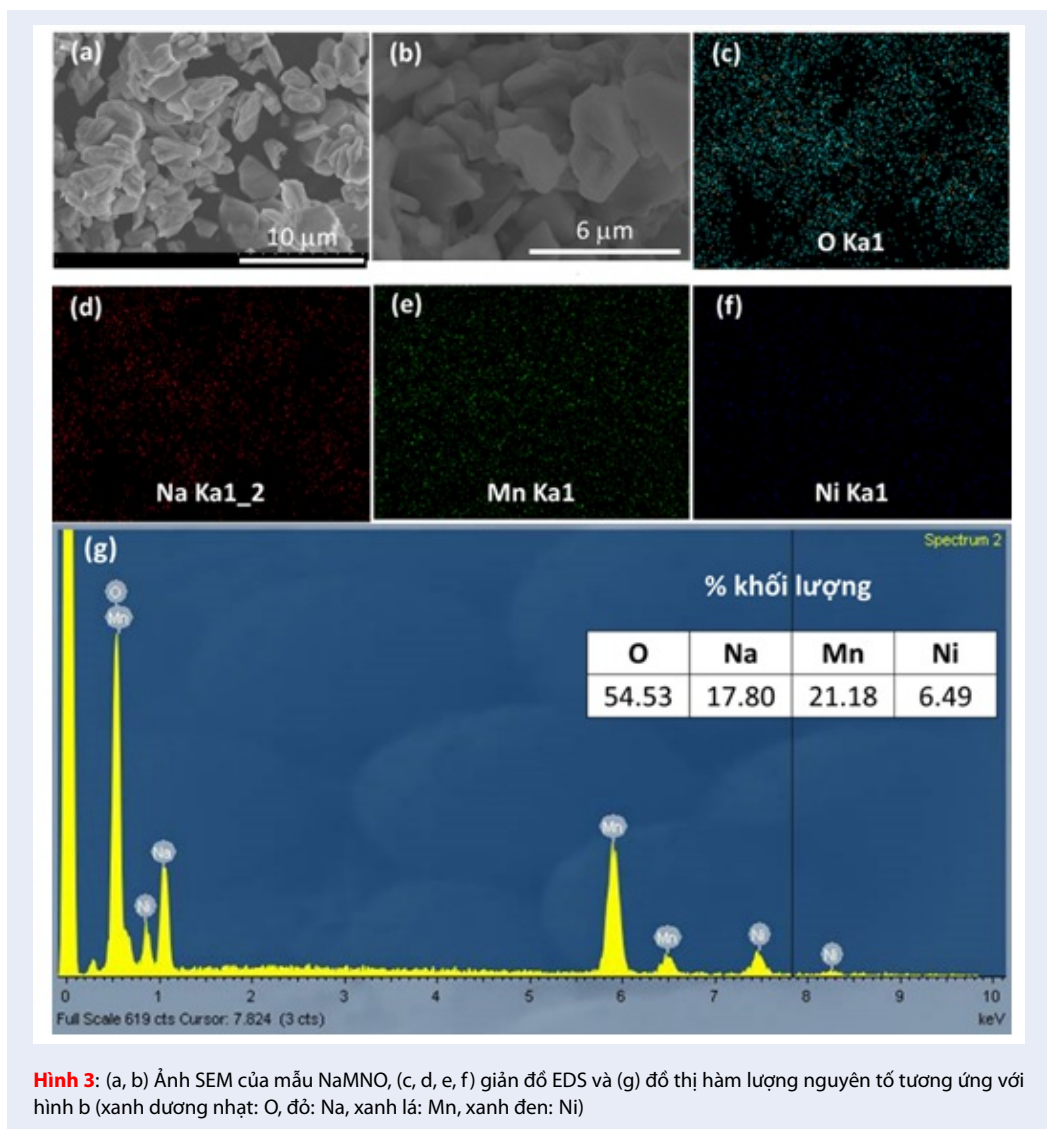 (a)
10 μm
(b)
6 μm
(c)
O Ka1
(d)
Na Ka1_2
(e)
Mn Ka1
(f)
Ni Ka1
(g)
Spectrum 2
% khối lượng
O Na Mn Ni
54.53 17.80 21.18 6.49
O
Mn
Ni
Na
Mn
Mn
Ni
Ni
0 1 2 3 4 5 6 7 8 9 10
Full Scale 619 cts Cursor: 7.824 (3 cts) keV
Hình 3: (a, b) Ảnh SEM của mẫu NaMNO, (c, d, e, f) giản đồ EDS và (g) đồ thị hàm lượng nguyên tố tương ứng với
hình b (xanh dương nhạt: O, đỏ: Na, xanh lá: Mn, xanh đen: Ni)